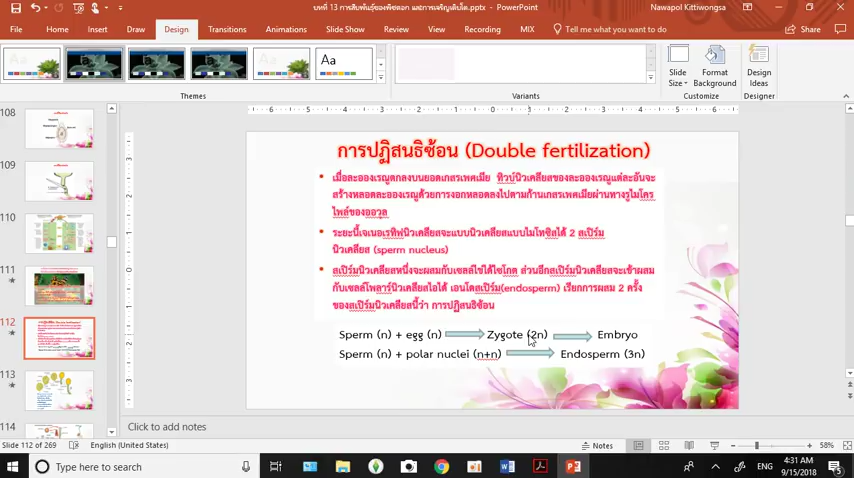 บทที่ 13 การสืบพันธุ์ของพืชดอก และการเจริญเติบโต.pptx - PowerPoint
Nawapol Kittiwongsa
File Home Insert Draw Design Transitions Animations Slide Show Review View Recording MIX Tell me what you want to do Share
Aa Aa
Slide Size
Format Background
Design Ideas
Themes Variants Customize Designer
108
109
110
111
112
113
114
6 5 4 3 2 1 0 1 2 3 4 5 6
การปฏิสนธิซ้อน (Double fertilization)
• เมื่อละอองเรณูตกลงบนยอดเกสรเพศเมีย ทิวบ์นิวเคลียสของละอองเรณูแต่ละอันจะ
สร้างหลอดละอองเรณูด้วยการงอกหลอดลงไปตามก้านเกสรเพศเมียผ่านทางรูไมโคร
ไพล์ของออวุล
• ระยะนี้เจเนอเรทิฟนิวเคลียสจะแบบนิวเคลียสแบบไมโทซิสได้ 2 สเปิร์ม
นิวเคลียส (sperm nucleus)
• สเปิร์มนิวเคลียสหนึ่งจะผสมกับเซลล์ไข่ได้ไซโกต ส่วนอีกสเปิร์มนิวเคลียสจะเข้าผสม
กับเซลล์โพลาร์นิวเคลียสไอได้ เอนโดสเปิร์ม(endosperm) เรียกการผสม 2 ครั้ง
ของสเปิร์มนิวเคลียสนี้ว่า การปฏิสนธิซ้อน
Sperm (n) + egg (n) Zygote (2n) Embryo
Sperm (n) + polar nuclei (n+n) Endosperm (3n)
Click to add notes
Slide 112 of 269 English (United States) Notes 58%
Type here to search
ENG
4:31 AM
9/15/2018